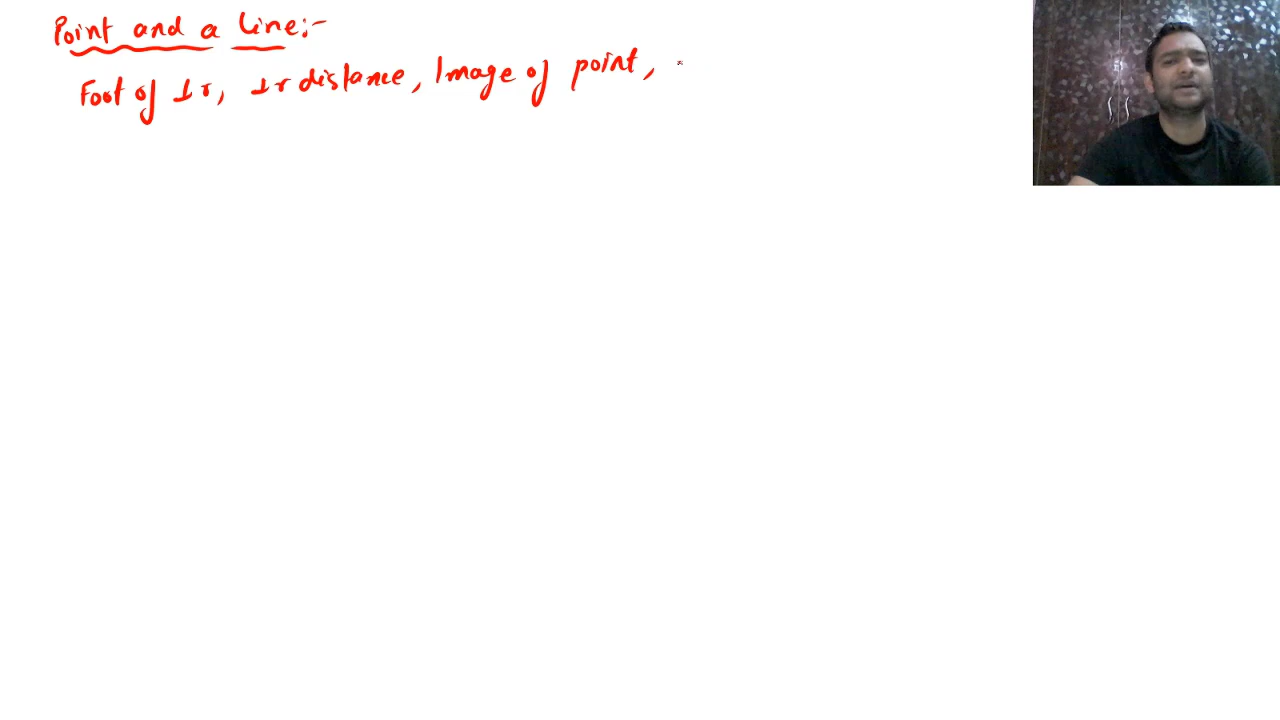 Point and a line:-
Foot of ⊥r, ⊥r distance, Image of point,